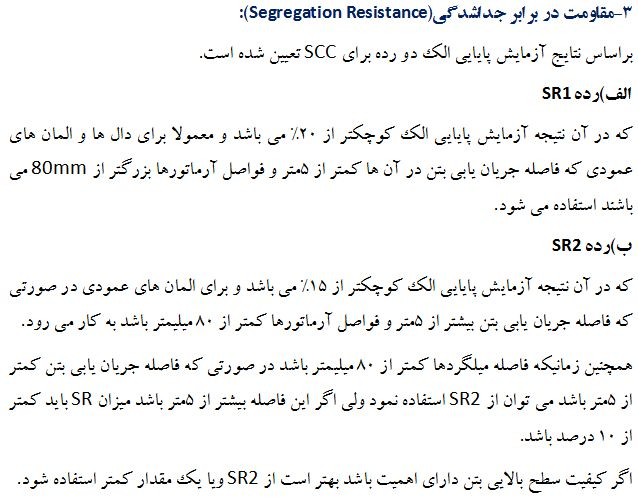 ۳-مقاومت در برابر جداشدگی(Segregation Resistance):
براساس نتایج آزمایش پایایی الک دو رده برای SCC تعیین شده است.
الف)رده SR1
که در آن نتیجه آزمایش پایایی الک کوچکتر از ۲۰٪ می باشد و معمولا برای دال ها و المان های
عمودی که فاصله جریان یابی بتن در آن ها کمتر از ۵متر و فواصل آرماتورها بزرگتر از 80mm می
باشند استفاده می شود.
ب)رده SR2
که در آن نتیجه آزمایش پایایی الک کوچکتر از ۱۵٪ می باشد و برای المان های عمودی در صورتی
که فاصله جریان یابی بتن بیشتر از ۵متر و فواصل آرماتورها کمتر از ۸۰ میلیمتر باشد به کار می رود.
همچنین زمانیکه فاصله میلگردها کمتر از ۸۰ میلیمتر باشد در صورتی که فاصله جریان یابی بتن کمتر
از ۵متر باشد می توان از SR2 استفاده نمود ولی اگر این فاصله بیشتر از ۵متر باشد میزان SR باید کمتر
از ۱۰ درصد باشد.
اگر کیفیت سطح بالایی بتن دارای اهمیت باشد بهتر است از SR2 ویا یک مقدار کمتر استفاده شود.